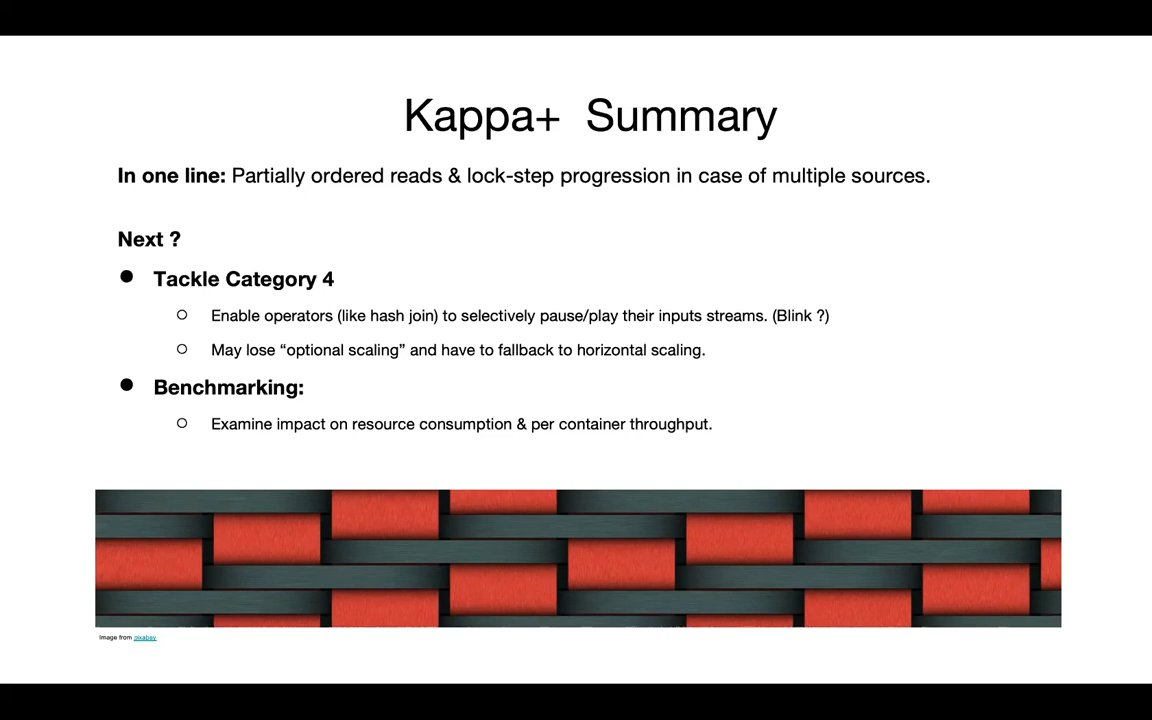 Kappa+ Summary
In one line: Partially ordered reads & lock-step progression in case of multiple sources.
Next ?
● Tackle Category 4
○ Enable operators (like hash join) to selectively pause/play their inputs streams. (Blink ?)
○ May lose “optional scaling” and have to fallback to horizontal scaling.
● Benchmarking:
○ Examine impact on resource consumption & per container throughput.
Image from pixabay